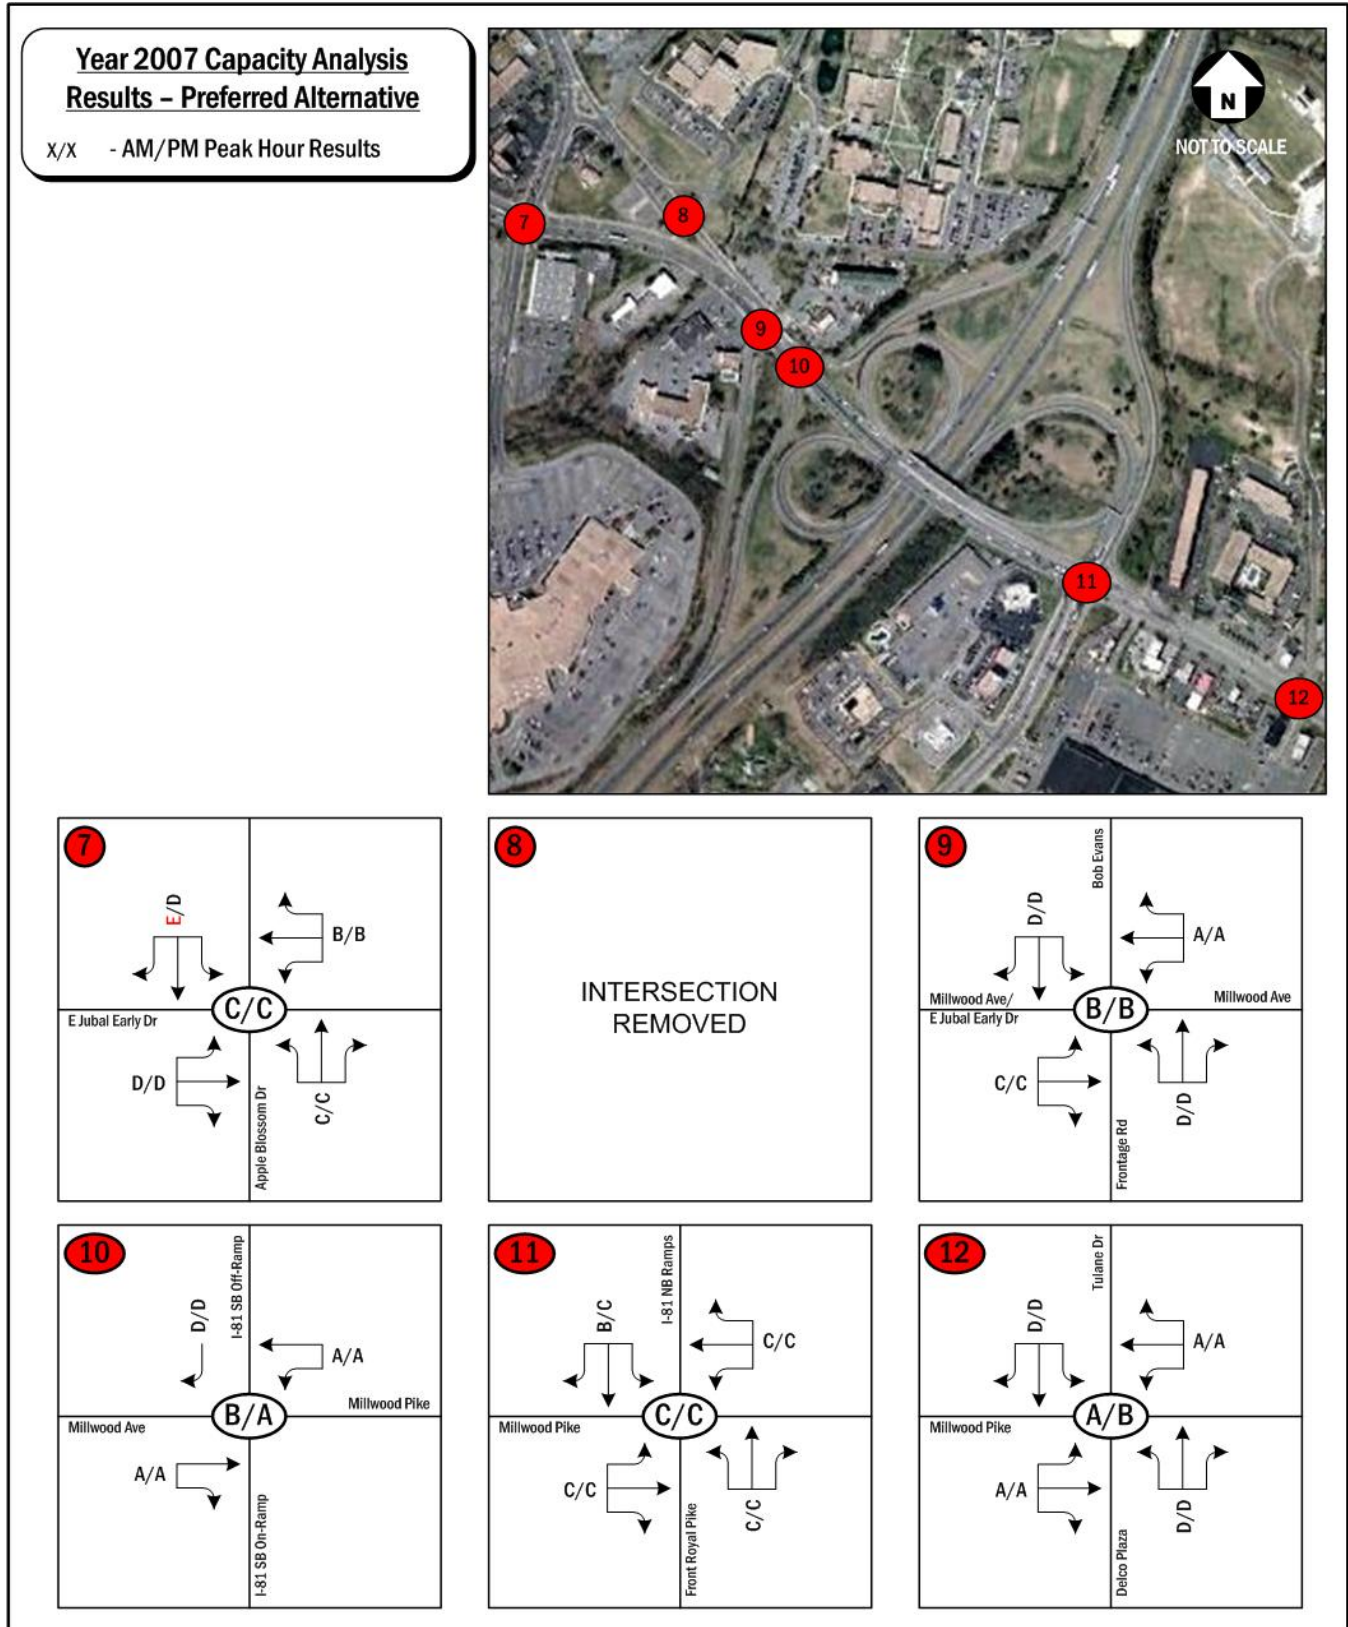 Year 2007 Capacity Analysis
Results – Preferred Alternative
X/X - AM/PM Peak Hour Results
N
NOT TO SCALE
7
8
9
10
11
12
7
E/D
B/B
C/C
E Jubal Early Dr
D/D
C/C
Apple Blossom Dr
8
INTERSECTION
REMOVED
9
Bob Evans
D/D
A/A
Millwood Ave/
E Jubal Early Dr
B/B
Millwood Ave
C/C
D/D
Frontage Rd
10
I-81 SB Off-Ramp
D/D
A/A
Millwood Pike
B/A
Millwood Ave
A/A
I-81 SB On-Ramp
11
I-81 NB Ramps
B/C
C/C
Millwood Pike
C/C
C/C
C/C
Front Royal Pike
12
Tulane Dr
D/D
A/A
Millwood Pike
A/B
A/A
D/D
Delco Plaza